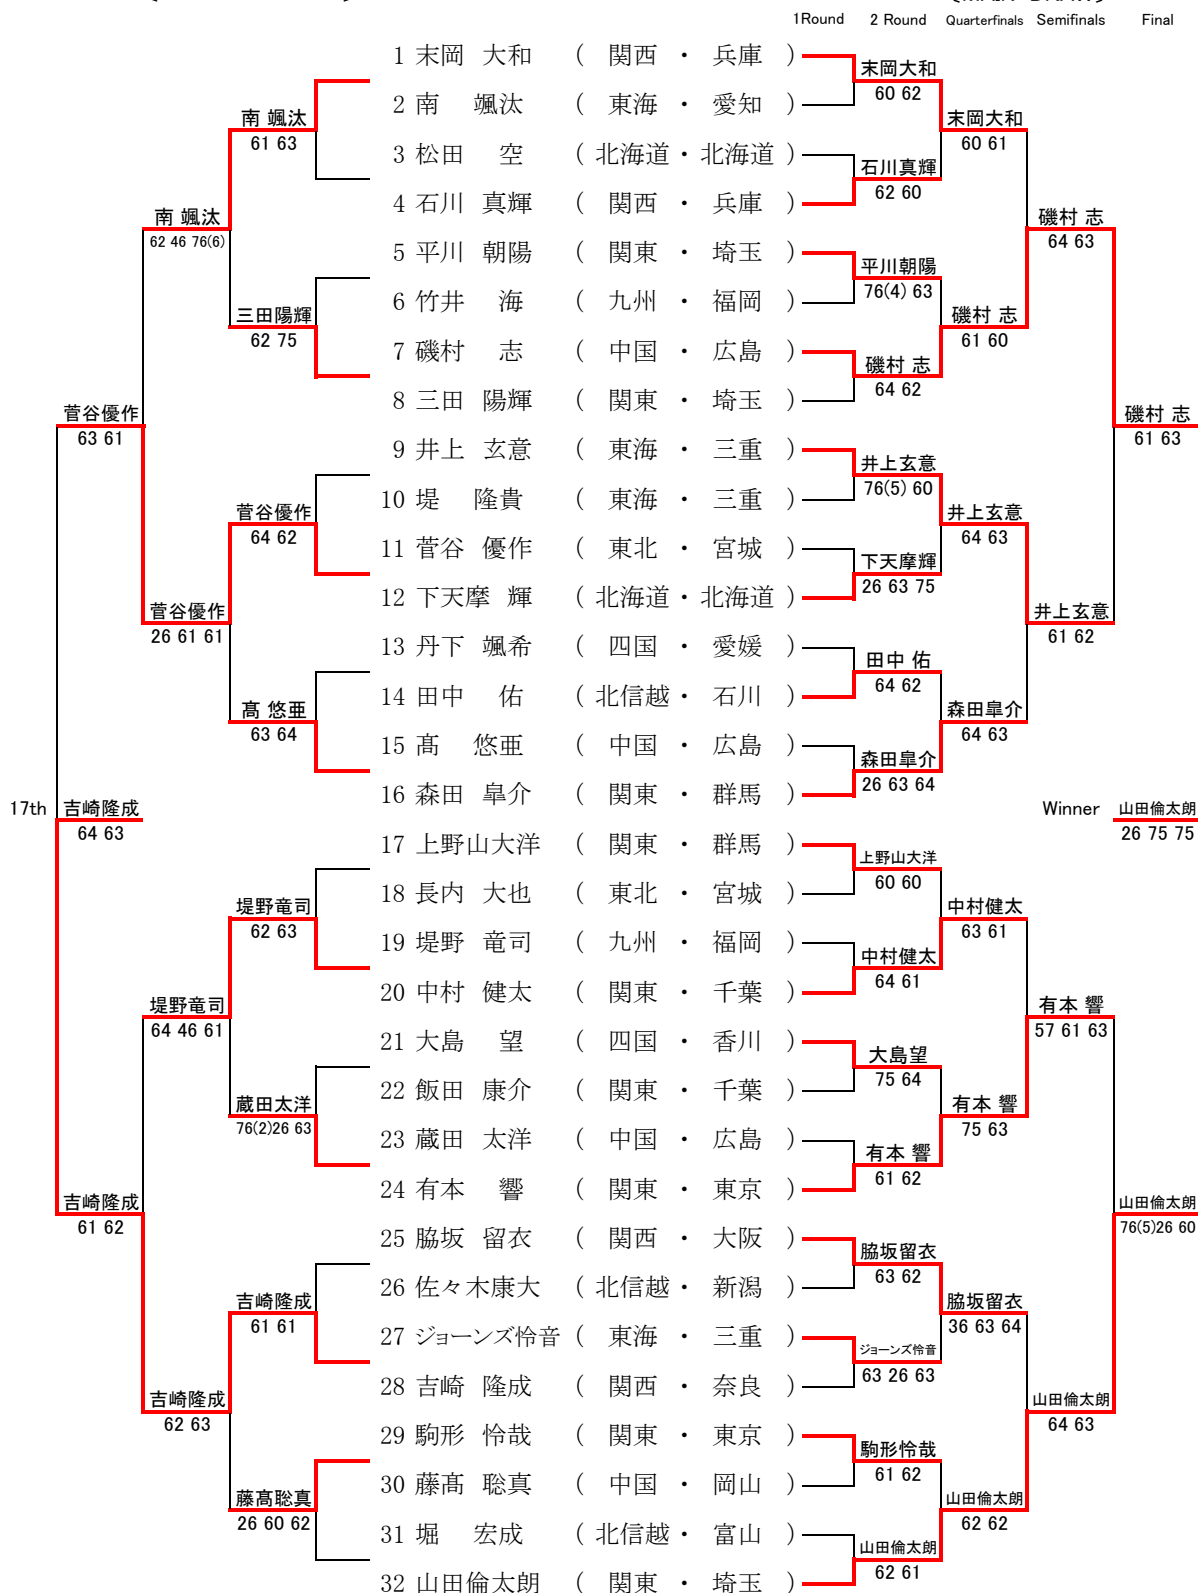 1Round 2 Round Quarterfinals Semifinals Final
1 末岡 大和 ( 関西 ・ 兵庫 )
末岡大和
60 62
2 南 颯汰 ( 東海 ・ 愛知 )
南 颯汰
61 63
末岡大和
60 61
3 松田 空 ( 北海道 ・ 北海道 )
石川真輝
62 60
4 石川 真輝 ( 関西 ・ 兵庫 )
南 颯汰
62 46 76(6)
磯村 志
64 63
5 平川 朝陽 ( 関東 ・ 埼玉 )
平川朝陽
76(4) 63
6 竹井 海 ( 九州 ・ 福岡 )
三田陽輝
62 75
磯村 志
61 60
7 磯村 志 ( 中国 ・ 広島 )
磯村 志
64 62
8 三田 陽輝 ( 関東 ・ 埼玉 )
菅谷優作
63 61
磯村 志
61 63
9 井上 玄意 ( 東海 ・ 三重 )
井上玄意
76(5) 60
10 堤 隆貴 ( 東海 ・ 三重 )
菅谷優作
64 62
井上玄意
64 63
11 菅谷 優作 ( 東北 ・ 宮城 )
下天摩輝
26 63 75
12 下天摩 輝 ( 北海道 ・ 北海道 )
菅谷優作
26 61 61
井上玄意
61 62
13 丹下 颯希 ( 四国 ・ 愛媛 )
田中 佑
64 62
14 田中 佑 ( 北信越 ・ 石川 )
髙 悠亜
63 64
森田皐介
64 63
15 髙 悠亜 ( 中国 ・ 広島 )
森田皐介
26 63 64
16 森田 皐介 ( 関東 ・ 群馬 )
17th 吉崎隆成
64 63
Winner 山田倫太朗
26 75 75
17 上野山大洋 ( 関東 ・ 群馬 )
上野山大洋
60 60
18 長内 大也 ( 東北 ・ 宮城 )
堤野竜司
62 63
中村健太
63 61
19 堤野 竜司 ( 九州 ・ 福岡 )
中村健太
64 61
20 中村 健太 ( 関東 ・ 千葉 )
堤野竜司
64 46 61
有本 響
57 61 63
21 大島 望 ( 四国 ・ 香川 )
大島望
75 64
22 飯田 康介 ( 関東 ・ 千葉 )
蔵田太洋
76(2)26 63
有本 響
75 63
23 蔵田 太洋 ( 中国 ・ 広島 )
有本 響
61 62
24 有本 響 ( 関東 ・ 東京 )
吉崎隆成
61 62
山田倫太朗
76(5)26 60
25 脇坂 留衣 ( 関西 ・ 大阪 )
脇坂留衣
63 62
26 佐々木康大 ( 北信越 ・ 新潟 )
吉崎隆成
61 61
脇坂留衣
36 63 64
27 ジョーンズ怜音 ( 東海 ・ 三重 )
ジョーンズ怜音
63 26 63
28 吉崎 隆成 ( 関西 ・ 奈良 )
吉崎隆成
62 63
山田倫太朗
64 63
29 駒形 怜哉 ( 関東 ・ 東京 )
駒形怜哉
61 62
30 藤髙 聡真 ( 中国 ・ 岡山 )
藤髙聡真
26 60 62
山田倫太朗
62 62
31 堀 宏成 ( 北信越 ・ 富山 )
山田倫太朗
62 61
32 山田倫太朗 ( 関東 ・ 埼玉 )